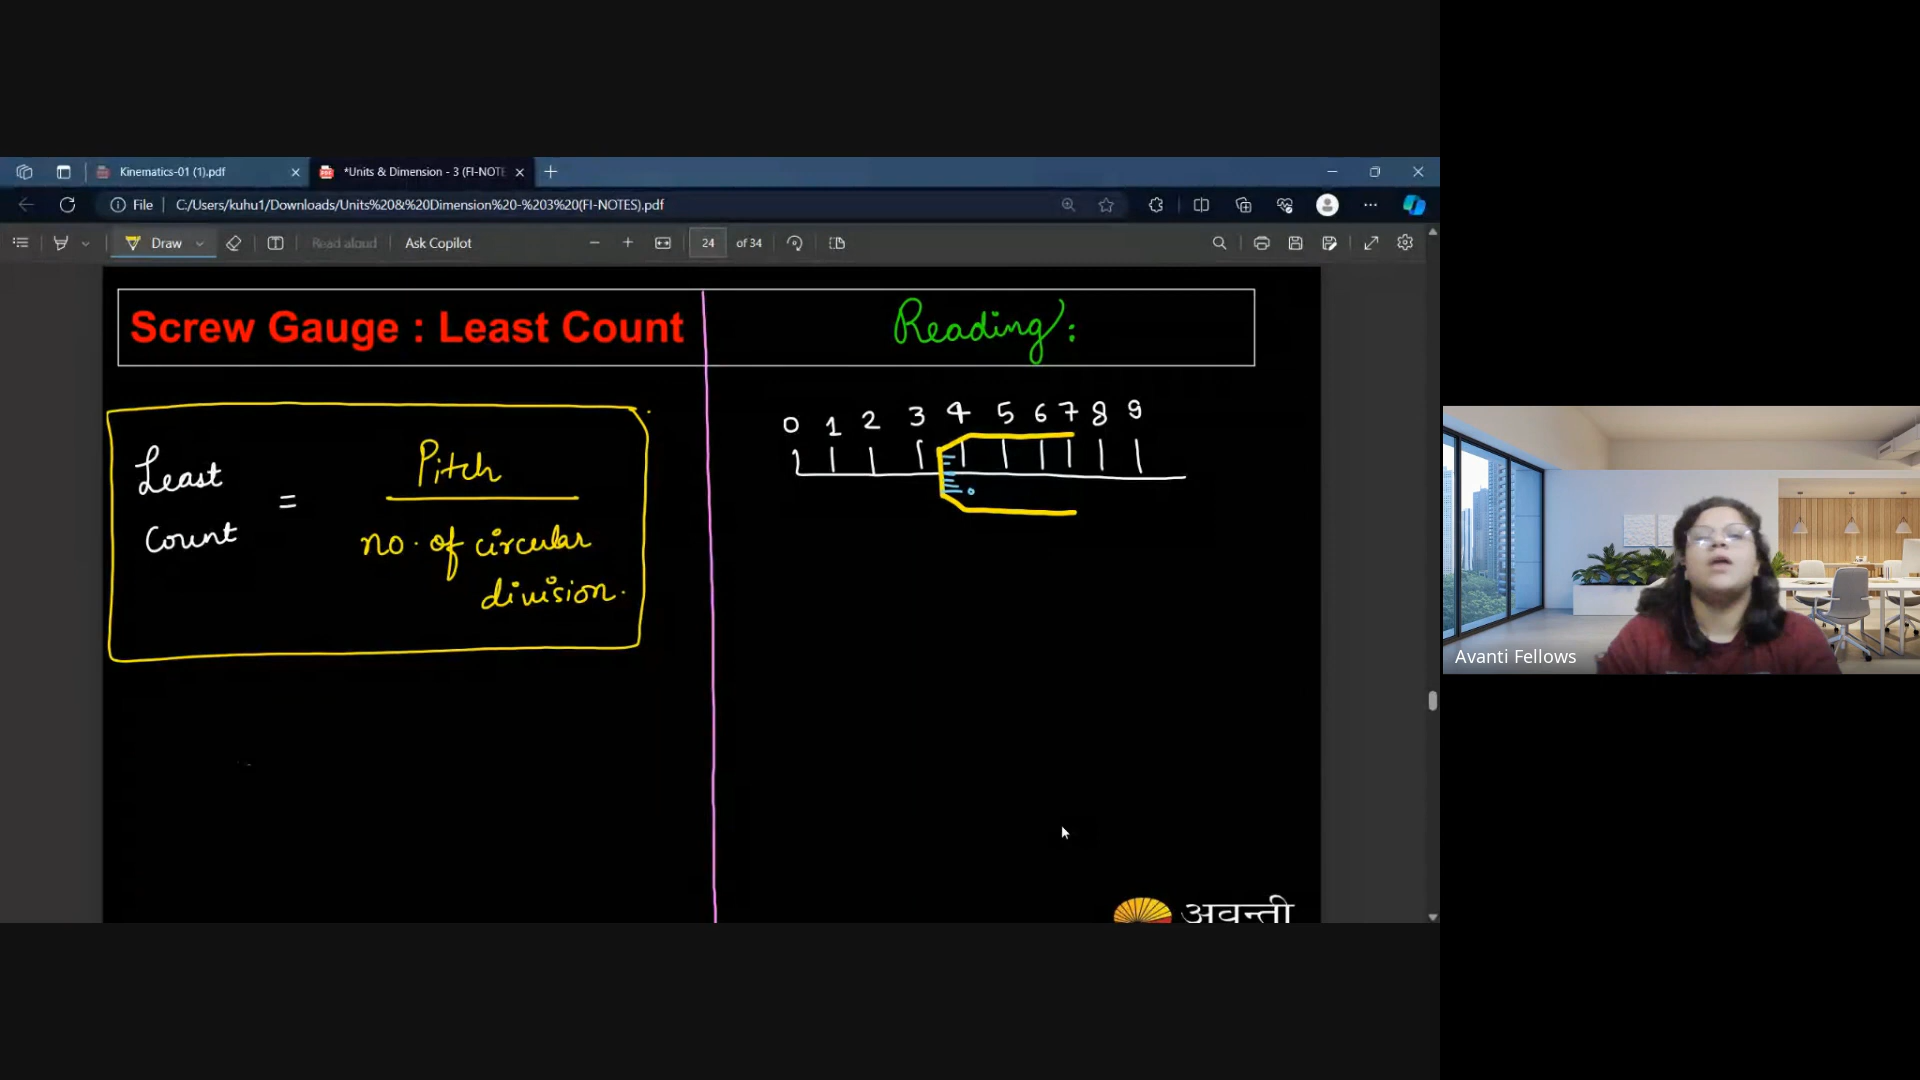 Kinematics-01 (1).pdf
*Units & Dimension - 3 (FI-NOTE
File
C:/Users/kuhu1/Downloads/Units%20&%20Dimension%20-%203%20(FI-NOTES).pdf
Draw
Read aloud
Ask Copilot
24 of 34
Screw Gauge : Least Count
Reading:
Least Count = Pitch
no. of circular
division.
0 1 2 3 4 5 6 7 8 9
0
Avanti Fellows
अवन्ती